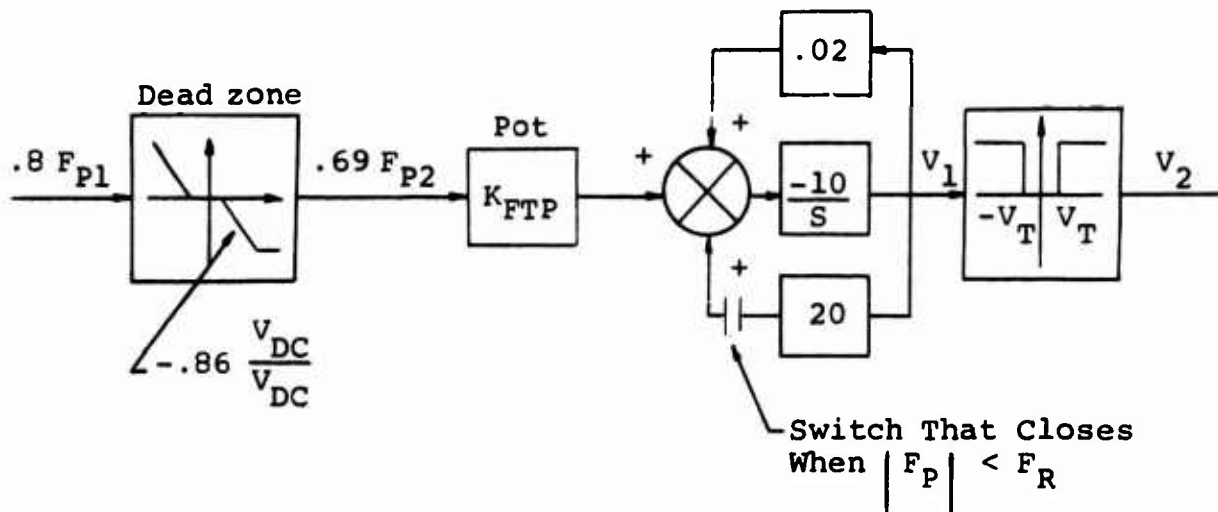 .02
Dead zone
Pot
+
+
.8 F_P1
.69 F_P2
K_FTP
-10
S
V_1
-V_T V_T
V_2
+
20
-.86 V_DC
V_DC
Switch That Closes
When | F_P | < F_R